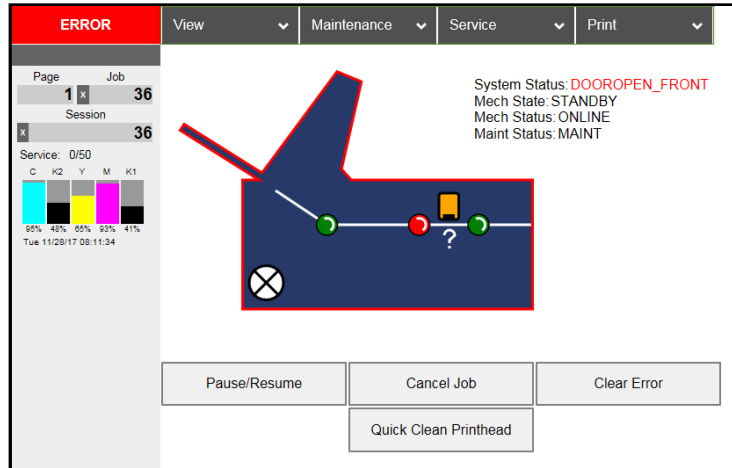 ERROR
View
Maintenance
Service
Print
Page Job
1 x 36
Session
x 36
Service: 0/50
C K2 Y M K1
95% 48% 65% 93% 41%
Tue 11/28/17 08:11:34
System Status: DOOROPEN_FRONT
Mech State: STANDBY
Mech Status: ONLINE
Maint Status: MAINT
?
Pause/Resume
Cancel Job
Clear Error
Quick Clean Printhead